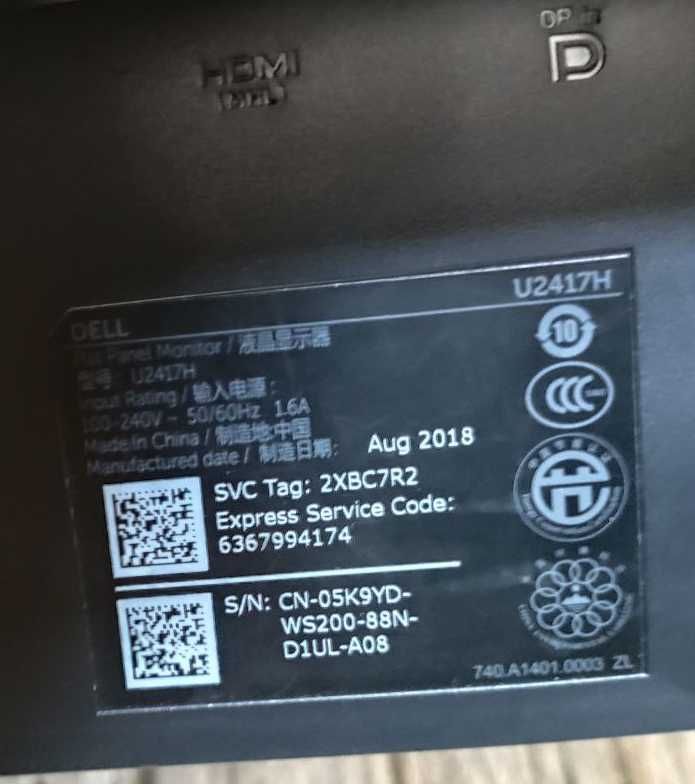 HDMI
(MHL)
DP in
U2417H
DELL
Flat Panel Monitor / 液晶显示器
型号: U2417H
Input Rating / 输入电源:
100-240V ~ 50/60Hz 1.6A
Made in China / 制造地:中国
Manufactured date / 制造日期: Aug 2018
10
SVC Tag: 2XBC7R2
Express Service Code:
6367994174
S/N: CN-05K9YD-
WS200-88N-
D1UL-A08
740.A1401.0003 ZL